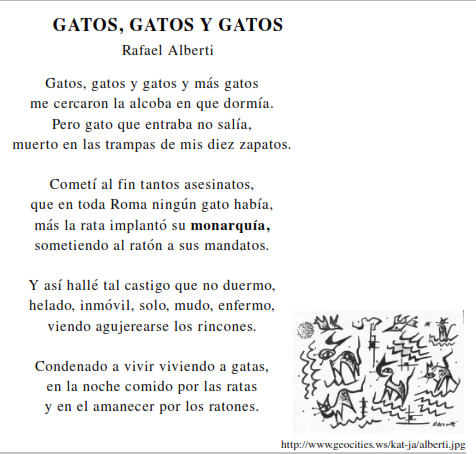 GATOS, GATOS Y GATOS
Rafael Alberti
Gatos, gatos y gatos y más gatos
me cercaron la alcoba en que dormía.
Pero gato que entraba no salía,
muerto en las trampas de mis diez zapatos.
Cometí al fin tantos asesinatos,
que en toda Roma ningún gato había,
más la rata implantó su monarquía,
sometiendo al ratón a sus mandatos.
Y así hallé tal castigo que no duermo,
helado, inmóvil, solo, mudo, enfermo,
viendo agujerearse los rincones.
Condenado a vivir viviendo a gatas,
en la noche comido por las ratas
y en el amanecer por los ratones.
http://www.geocities.ws/kat-ja/alberti.jpg